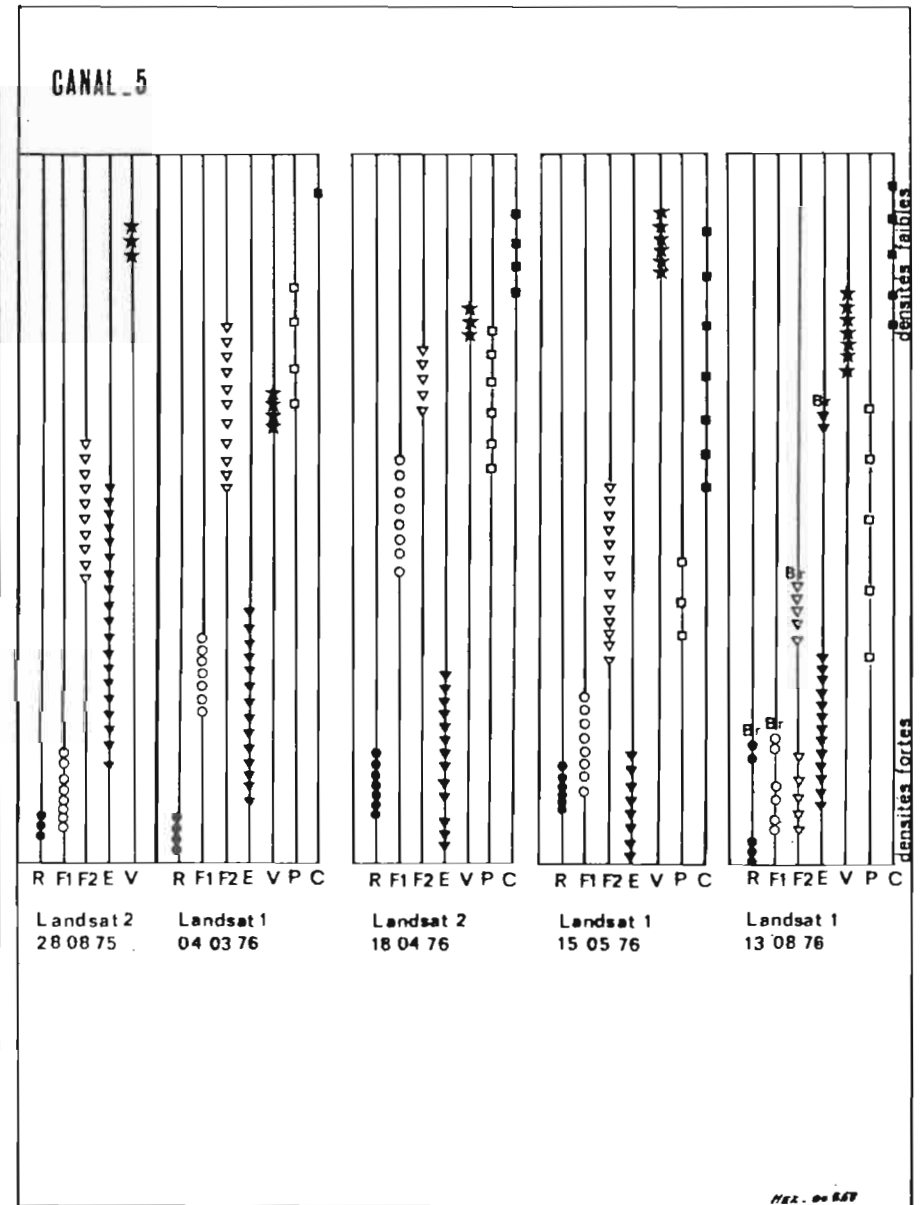 CANAL_5
densités faibles
densités fortes
Br
Br
Br
Br
R F1 F2 E V
R F1 F2 E V P C
R F1 F2 E V P C
R F1 F2 E V P C
R F1 F2 E V P C
Landsat 2
28 08 75
Landsat 1
04 03 76
Landsat 2
18 04 76
Landsat 1
15 05 76
Landsat 1
13 08 76